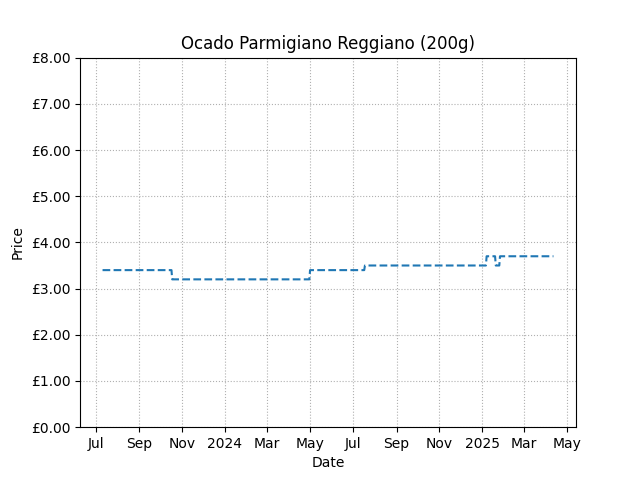 Ocado Parmigiano Reggiano (200g)
£8.00
£7.00
£6.00
£5.00
£4.00
£3.00
£2.00
£1.00
£0.00
Price
Jul Sep Nov 2024 Mar May Jul Sep Nov 2025 Mar May
Date